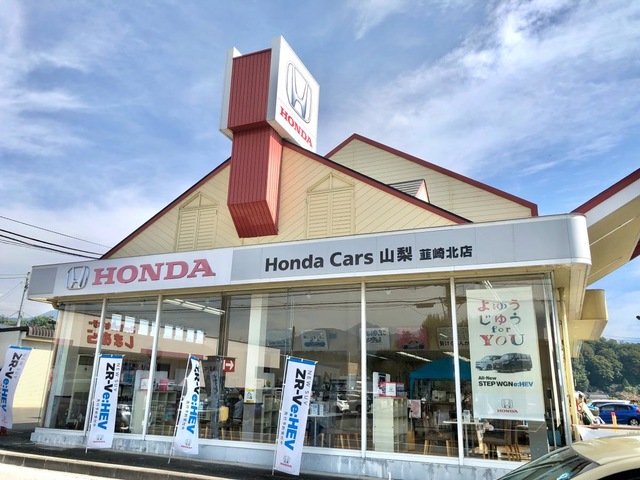 HONDA
HONDA
Honda Cars 山梨 韮崎北店
よゆう
じゅう
for
YOU
All-New
STEP WGN e:HEV
HONDA
ZR-V e:HEV
ZR-V e:HEV
ZR-V e:HEV
ZR-V e:HEV